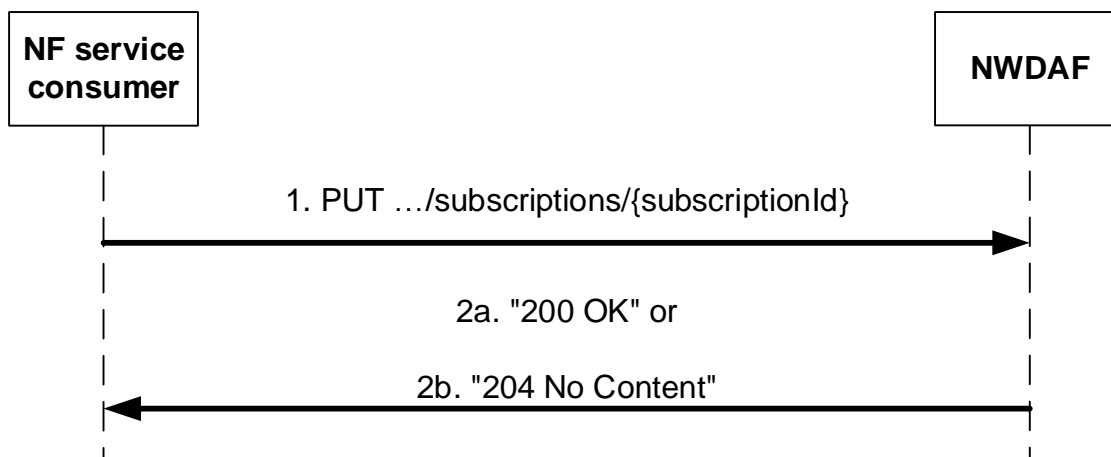 NF service
consumer
NWDAF
1. PUT …/subscriptions/{subscriptionId}
2a. "200 OK" or
2b. "204 No Content"